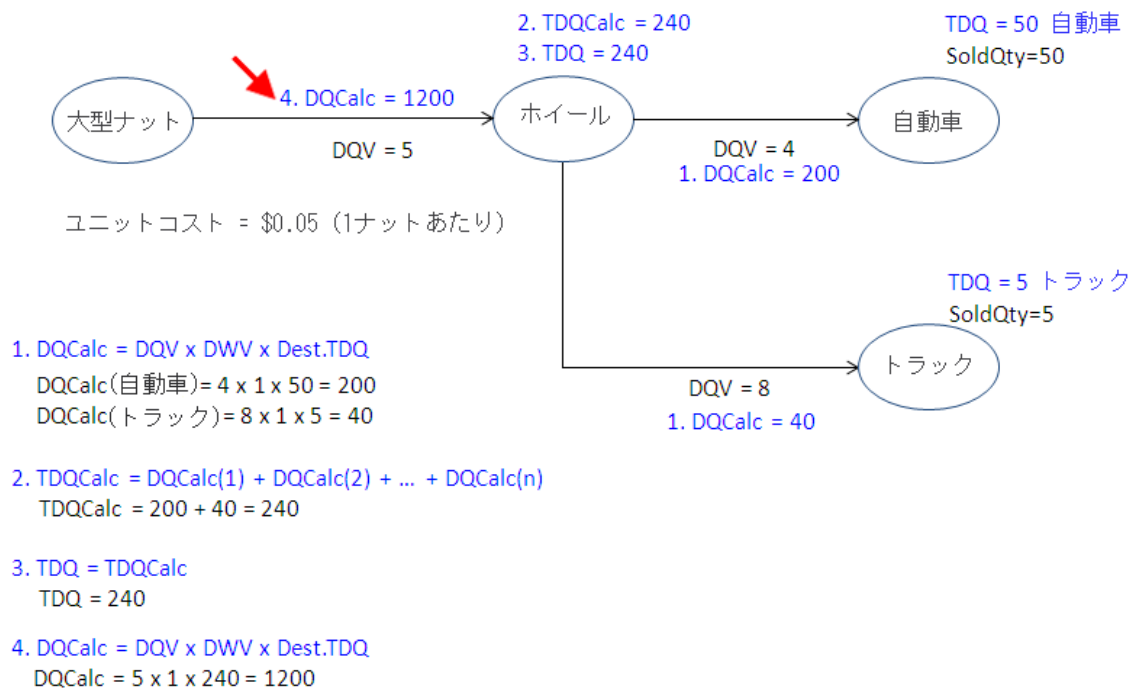 2. TDQCalc = 240
3. TDQ = 240
TDQ = 50 自動車
SoldQty=50
大型ナット
4. DQCalc = 1200
DQV = 5
ホイール
DQV = 4
1. DQCalc = 200
自動車
ユニットコスト = $0.05 (1ナットあたり)
TDQ = 5 トラック
SoldQty=5
トラック
DQV = 8
1. DQCalc = 40
1. DQCalc = DQV x DWV x Dest.TDQ
DQCalc(自動車)= 4 x 1 x 50 = 200
DQCalc(トラック)= 8 x 1 x 5 = 40
2. TDQCalc = DQCalc(1) + DQCalc(2) + ... + DQCalc(n)
TDQCalc = 200 + 40 = 240
3. TDQ = TDQCalc
TDQ = 240
4. DQCalc = DQV x DWV x Dest.TDQ
DQCalc = 5 x 1 x 240 = 1200